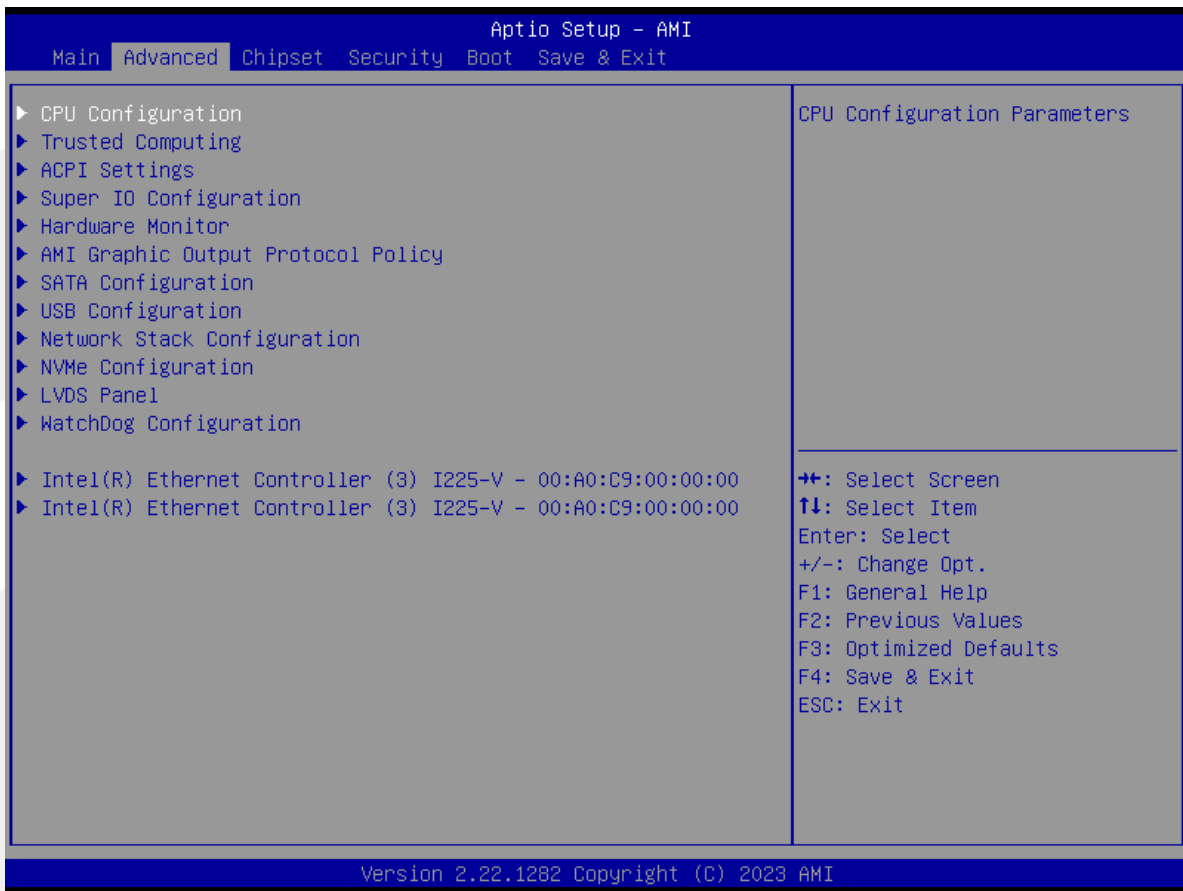 Aptio Setup - AMI
Main Advanced Chipset Security Boot Save & Exit
▶ CPU Configuration
▶ Trusted Computing
▶ ACPI Settings
▶ Super IO Configuration
▶ Hardware Monitor
▶ AMI Graphic Output Protocol Policy
▶ SATA Configuration
▶ USB Configuration
▶ Network Stack Configuration
▶ NVMe Configuration
▶ LVDS Panel
▶ WatchDog Configuration
▶ Intel(R) Ethernet Controller (3) I225-V - 00:A0:C9:00:00:00
▶ Intel(R) Ethernet Controller (3) I225-V - 00:A0:C9:00:00:00
CPU Configuration Parameters
→←: Select Screen
↑↓: Select Item
Enter: Select
+/-: Change Opt.
F1: General Help
F2: Previous Values
F3: Optimized Defaults
F4: Save & Exit
ESC: Exit
Version 2.22.1282 Copyright (C) 2023 AMI